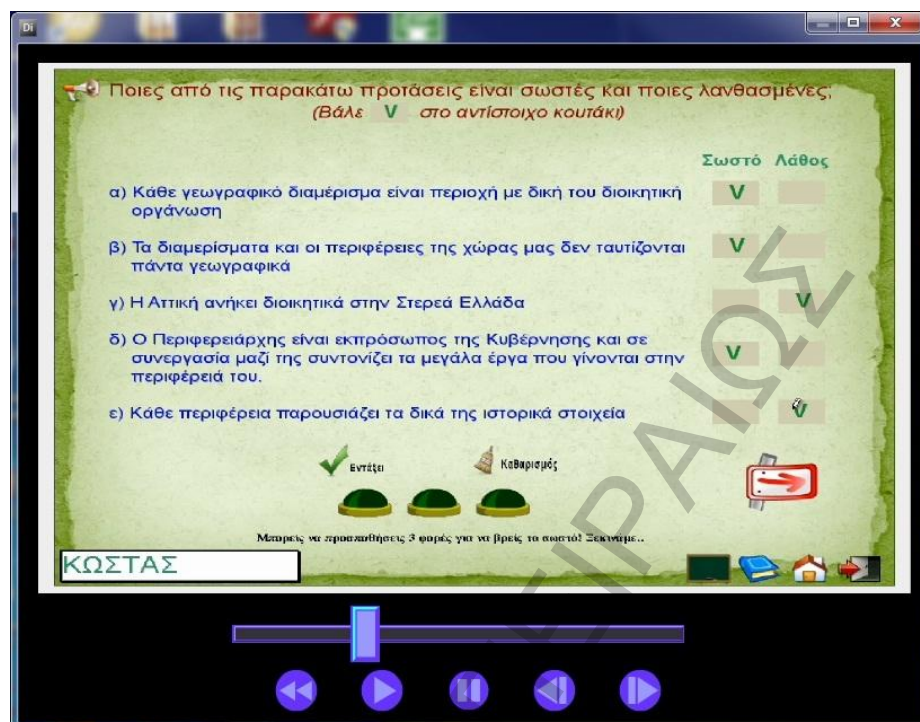 Di
Ποιες από τις παρακάτω προτάσεις είναι σωστές και ποιες λανθασμένες;
(Βάλε V στο αντίστοιχο κουτάκι)
Σωστό Λάθος
α) Κάθε γεωγραφικό διαμέρισμα είναι περιοχή με δική του διοικητική
οργάνωση
V
β) Τα διαμερίσματα και οι περιφέρειες της χώρας μας δεν ταυτίζονται
πάντα γεωγραφικά
V
γ) Η Αττική ανήκει διοικητικά στην Στερεά Ελλάδα
V
δ) Ο Περιφερειάρχης είναι εκπρόσωπος της Κυβέρνησης και σε
συνεργασία μαζί της συντονίζει τα μεγάλα έργα που γίνονται στην
περιφέρειά του.
V
ε) Κάθε περιφέρεια παρουσιάζει τα δικά της ιστορικά στοιχεία
V
Εντάξει
Καθαρισμός
Μπορείς να προσπαθήσεις 3 φορές για να βρείς το σωστό! Ξεκινάμε..
ΚΩΣΤΑΣ
ΕΙΡΑΙΩΣ